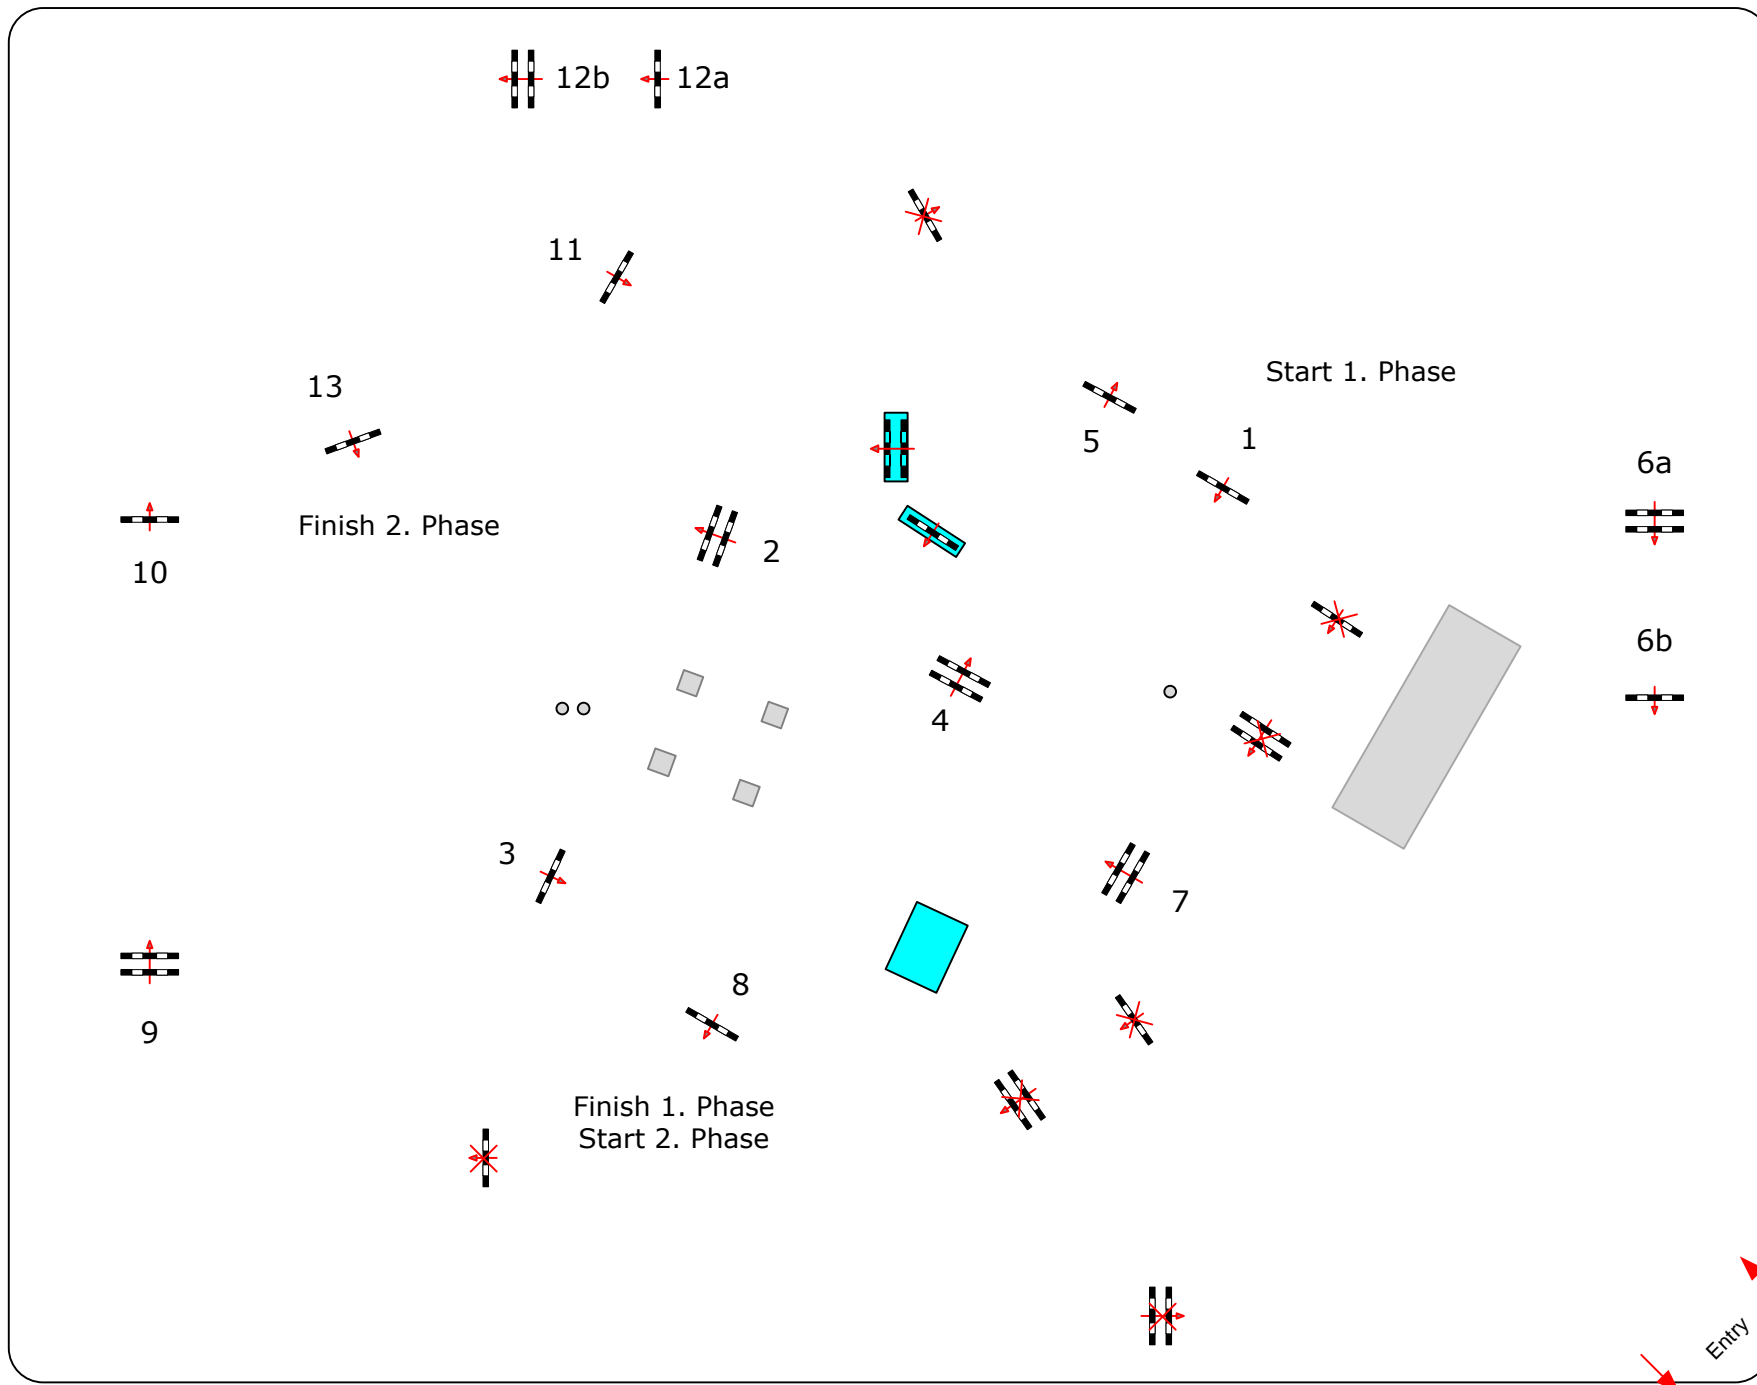 12b
12a
11
Start 1. Phase
13
5
1
6a
Finish 2. Phase
2
10
6b
4
3
7
8
9
Finish 1. Phase
Start 2. Phase
Entry